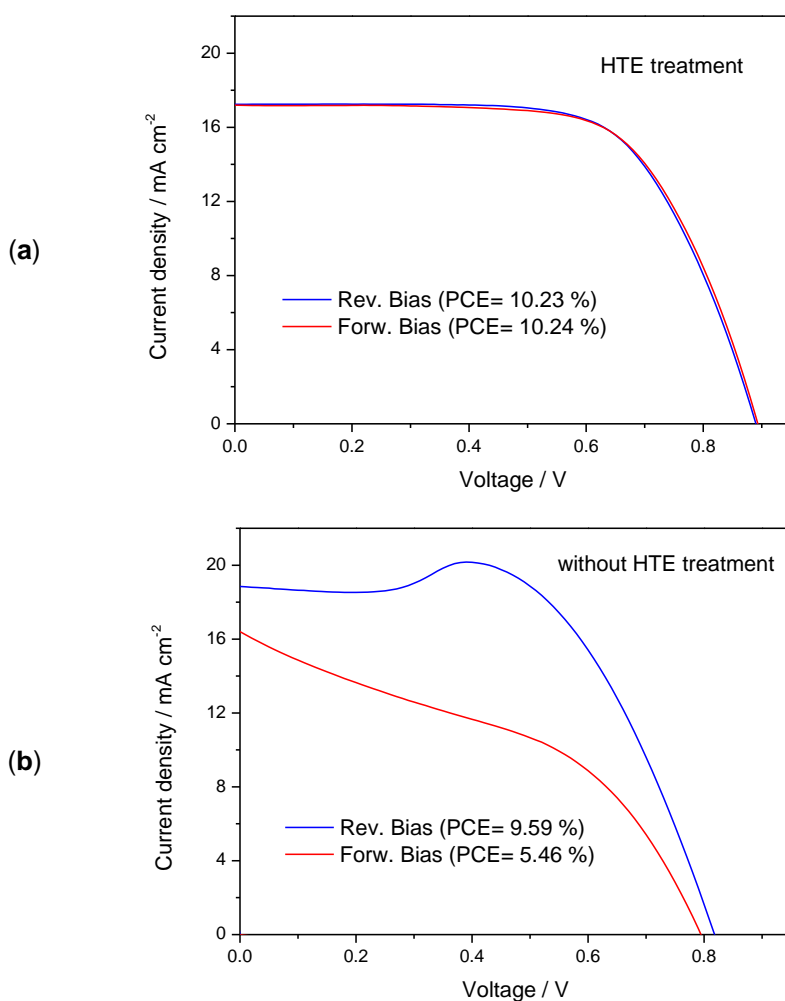 (a)
HTE treatment
Current density / mA cm-2
20
16
12
8
4
0
Rev. Bias (PCE= 10.23 %)
Forw. Bias (PCE= 10.24 %)
0.0 0.2 0.4 0.6 0.8
Voltage / V
(b)
without HTE treatment
Current density / mA cm-2
20
16
12
8
4
0
Rev. Bias (PCE= 9.59 %)
Forw. Bias (PCE= 5.46 %)
0.0 0.2 0.4 0.6 0.8
Voltage / V